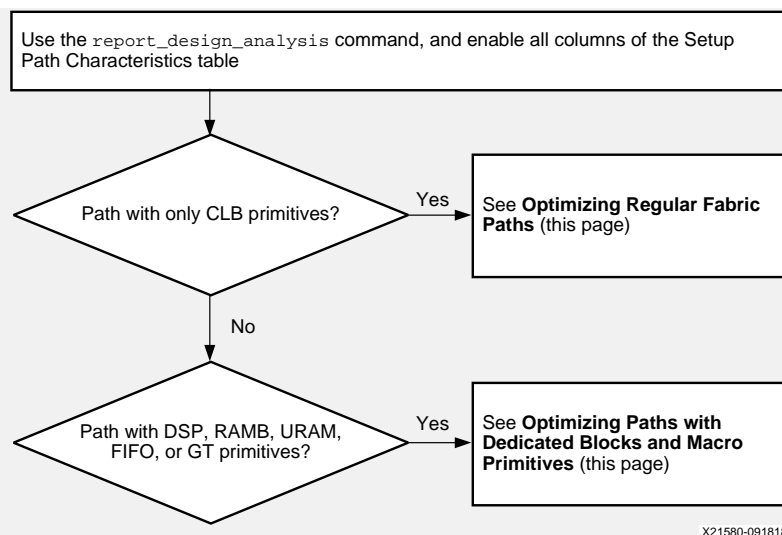 Use the report_design_analysis command, and enable all columns of the Setup
Path Characteristics table
Path with only CLB primitives?
Yes
See Optimizing Regular Fabric
Paths (this page)
No
Path with DSP, RAMB, URAM,
FIFO, or GT primitives?
Yes
See Optimizing Paths with
Dedicated Blocks and Macro
Primitives (this page)
X21580-091818